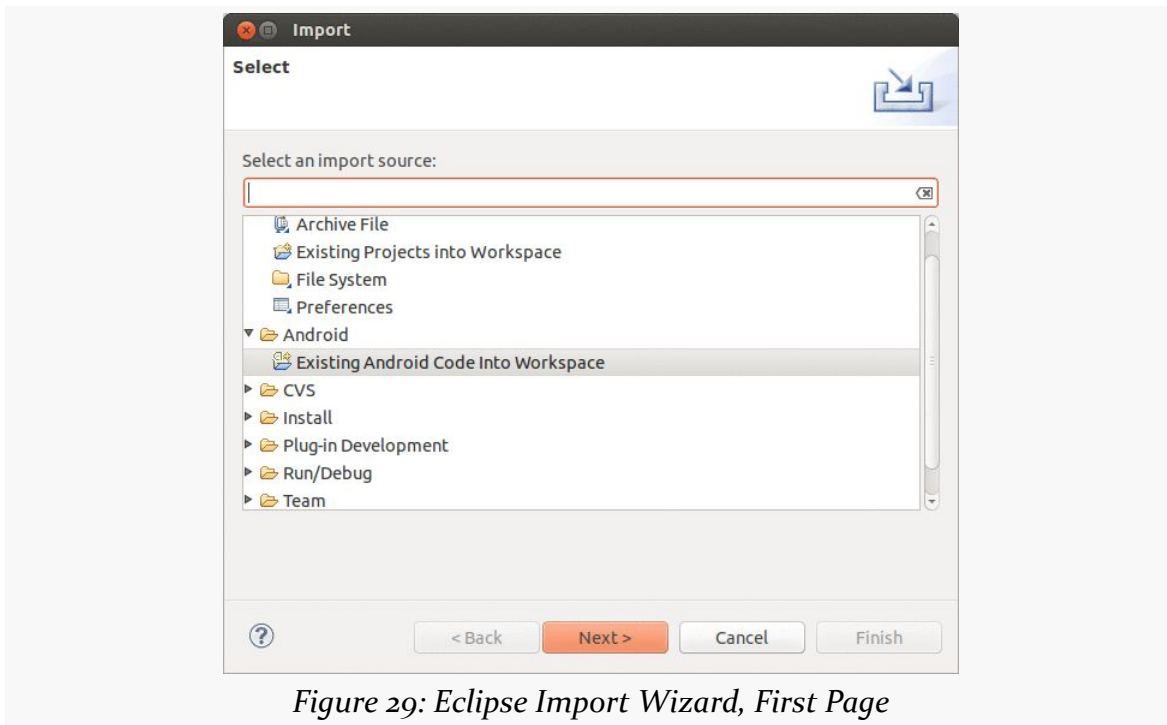 Import
Select
Select an import source:
Archive File
Existing Projects into Workspace
File System
Preferences
Android
Existing Android Code Into Workspace
CVS
Install
Plug-in Development
Run/Debug
Team
?
< Back Next > Cancel Finish
Figure 29: Eclipse Import Wizard, First Page